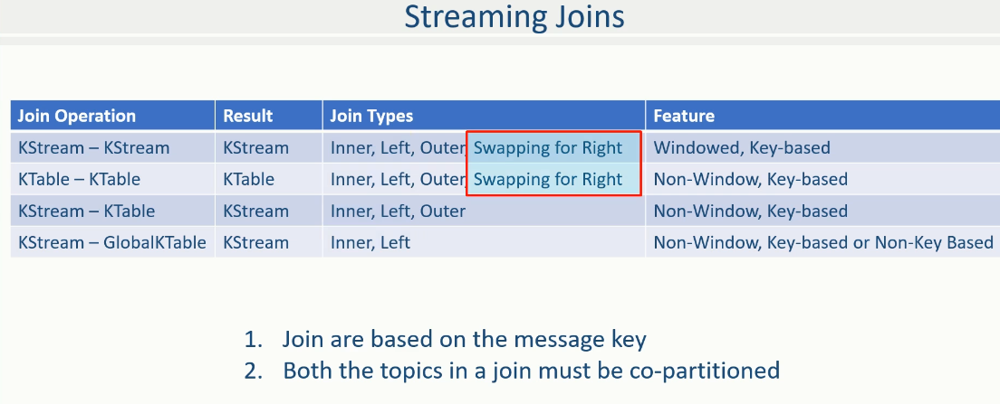 Streaming Joins
Join Operation Result Join Types Feature
KStream – KStream KStream Inner, Left, Outer, Swapping for Right Windowed, Key-based
KTable – KTable KTable Inner, Left, Outer, Swapping for Right Non-Window, Key-based
KStream – KTable KStream Inner, Left, Outer Non-Window, Key-based
KStream – GlobalKTable KStream Inner, Left Non-Window, Key-based or Non-Key Based
1. Join are based on the message key
2. Both the topics in a join must be co-partitioned